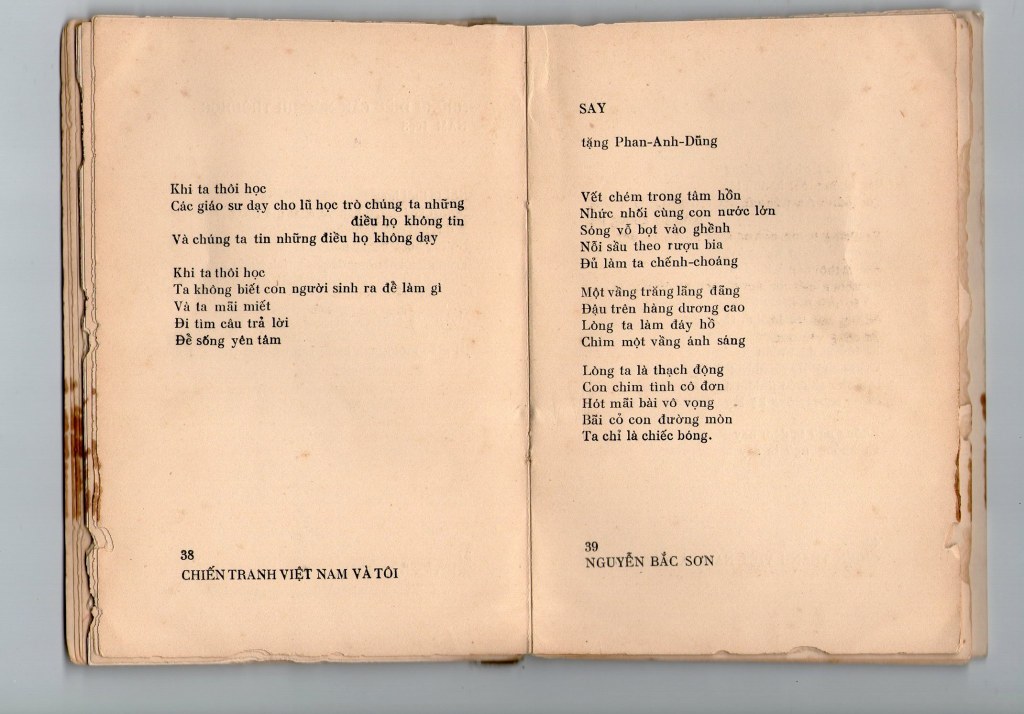 Khi ta thôi học
Các giáo sư dạy cho lũ học trò chúng ta những
điều họ không tin
Và chúng ta tin những điều họ không dạy
Khi ta thôi học
Ta không biết con người sinh ra để làm gì
Và ta mãi miết
Đi tìm câu trả lời
Để sống yên tâm
38
CHIẾN TRANH VIỆT NAM VÀ TÔI
SAY
tặng Phan-Anh-Dũng
Vết chém trong tâm hồn
Nhức nhối cùng con nước lớn
Sóng vỗ bọt vào ghềnh
Nỗi sầu theo rượu bia
Đủ làm ta chếnh-choáng
Một vầng trăng lãng đãng
Đậu trên hàng dương cao
Lòng ta làm đáy hồ
Chìm một vầng ánh sáng
Lòng ta là thạch động
Con chim tình cô đơn
Hót mãi bài vô vọng
Bãi cỏ con đường mòn
Ta chỉ là chiếc bóng.
39
NGUYỄN BẮC SƠN